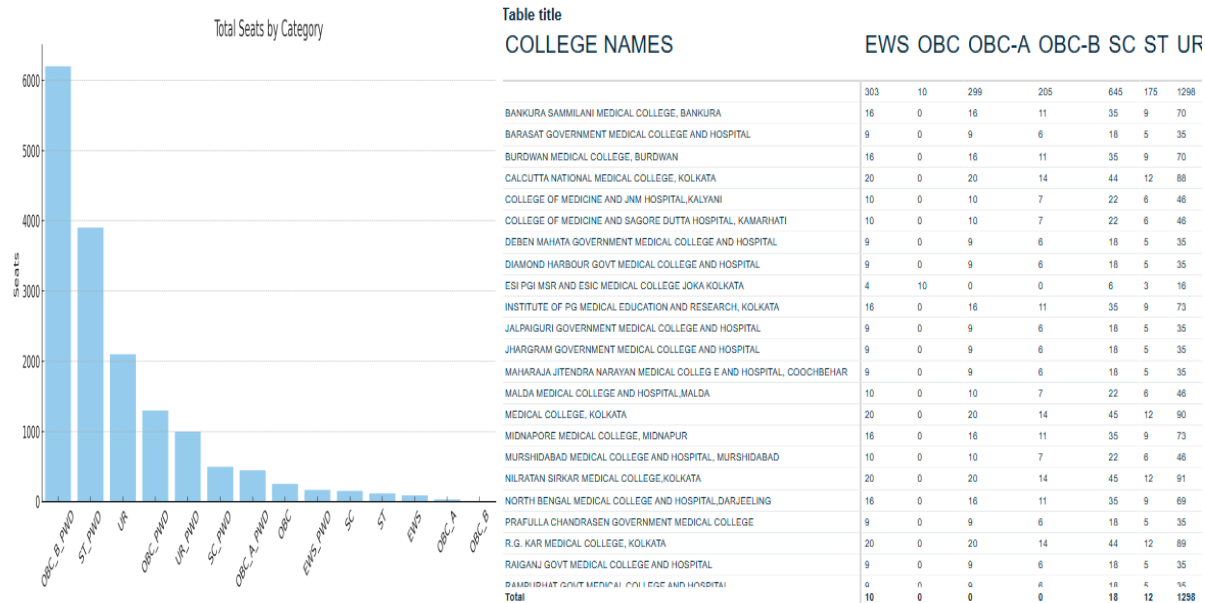 Total Seats by Category
Seats
6000
5000
4000
3000
2000
1000
0
OBC_B_PWD ST_PWD UR OBC_PWD UR_PWD SC_PWD OBC_A_PWD OBC EWS_PWD SC ST EWS OBC_A OBC_B
Table title
COLLEGE NAMES EWS OBC OBC-A OBC-B SC ST UR
303 10 299 205 645 175 1298
BANKURA SAMMILANI MEDICAL COLLEGE, BANKURA 16 0 16 11 35 9 70
BARASAT GOVERNMENT MEDICAL COLLEGE AND HOSPITAL 9 0 9 6 18 5 35
BURDWAN MEDICAL COLLEGE, BURDWAN 16 0 16 11 35 9 70
CALCUTTA NATIONAL MEDICAL COLLEGE, KOLKATA 20 0 20 14 44 12 88
COLLEGE OF MEDICINE AND JNM HOSPITAL,KALYANI 10 0 10 7 22 6 46
COLLEGE OF MEDICINE AND SAGORE DUTTA HOSPITAL, KAMARHATI 10 0 10 7 22 6 46
DEBEN MAHATA GOVERNMENT MEDICAL COLLEGE AND HOSPITAL 9 0 9 6 18 5 35
DIAMOND HARBOUR GOVT MEDICAL COLLEGE AND HOSPITAL 9 0 9 6 18 5 35
ESI PGI MSR AND ESIC MEDICAL COLLEGE JOKA KOLKATA 4 10 0 0 6 3 16
INSTITUTE OF PG MEDICAL EDUCATION AND RESEARCH, KOLKATA 16 0 16 11 35 9 73
JALPAIGURI GOVERNMENT MEDICAL COLLEGE AND HOSPITAL 9 0 9 6 18 5 35
JHARGRAM GOVERNMENT MEDICAL COLLEGE AND HOSPITAL 9 0 9 6 18 5 35
MAHARAJA JITENDRA NARAYAN MEDICAL COLLEG E AND HOSPITAL, COOCHBEHAR 9 0 9 6 18 5 35
MALDA MEDICAL COLLEGE AND HOSPITAL,MALDA 10 0 10 7 22 6 46
MEDICAL COLLEGE, KOLKATA 20 0 20 14 45 12 90
MIDNAPORE MEDICAL COLLEGE, MIDNAPUR 16 0 16 11 35 9 73
MURSHIDABAD MEDICAL COLLEGE AND HOSPITAL, MURSHIDABAD 10 0 10 7 22 6 46
NILRATAN SIRKAR MEDICAL COLLEGE,KOLKATA 20 0 20 14 45 12 91
NORTH BENGAL MEDICAL COLLEGE AND HOSPITAL,DARJEELING 16 0 16 11 35 9 69
PRAFULLA CHANDRASEN GOVERNMENT MEDICAL COLLEGE 9 0 9 6 18 5 35
R.G. KAR MEDICAL COLLEGE, KOLKATA 20 0 20 14 44 12 89
RAIGANJ GOVT MEDICAL COLLEGE AND HOSPITAL 9 0 9 6 18 5 35
RAMPURHAT GOVT MEDICAL COLLEGE AND HOSPITAL 9 0 9 6 18 5 35
Total 10 0 0 0 18 12 1298